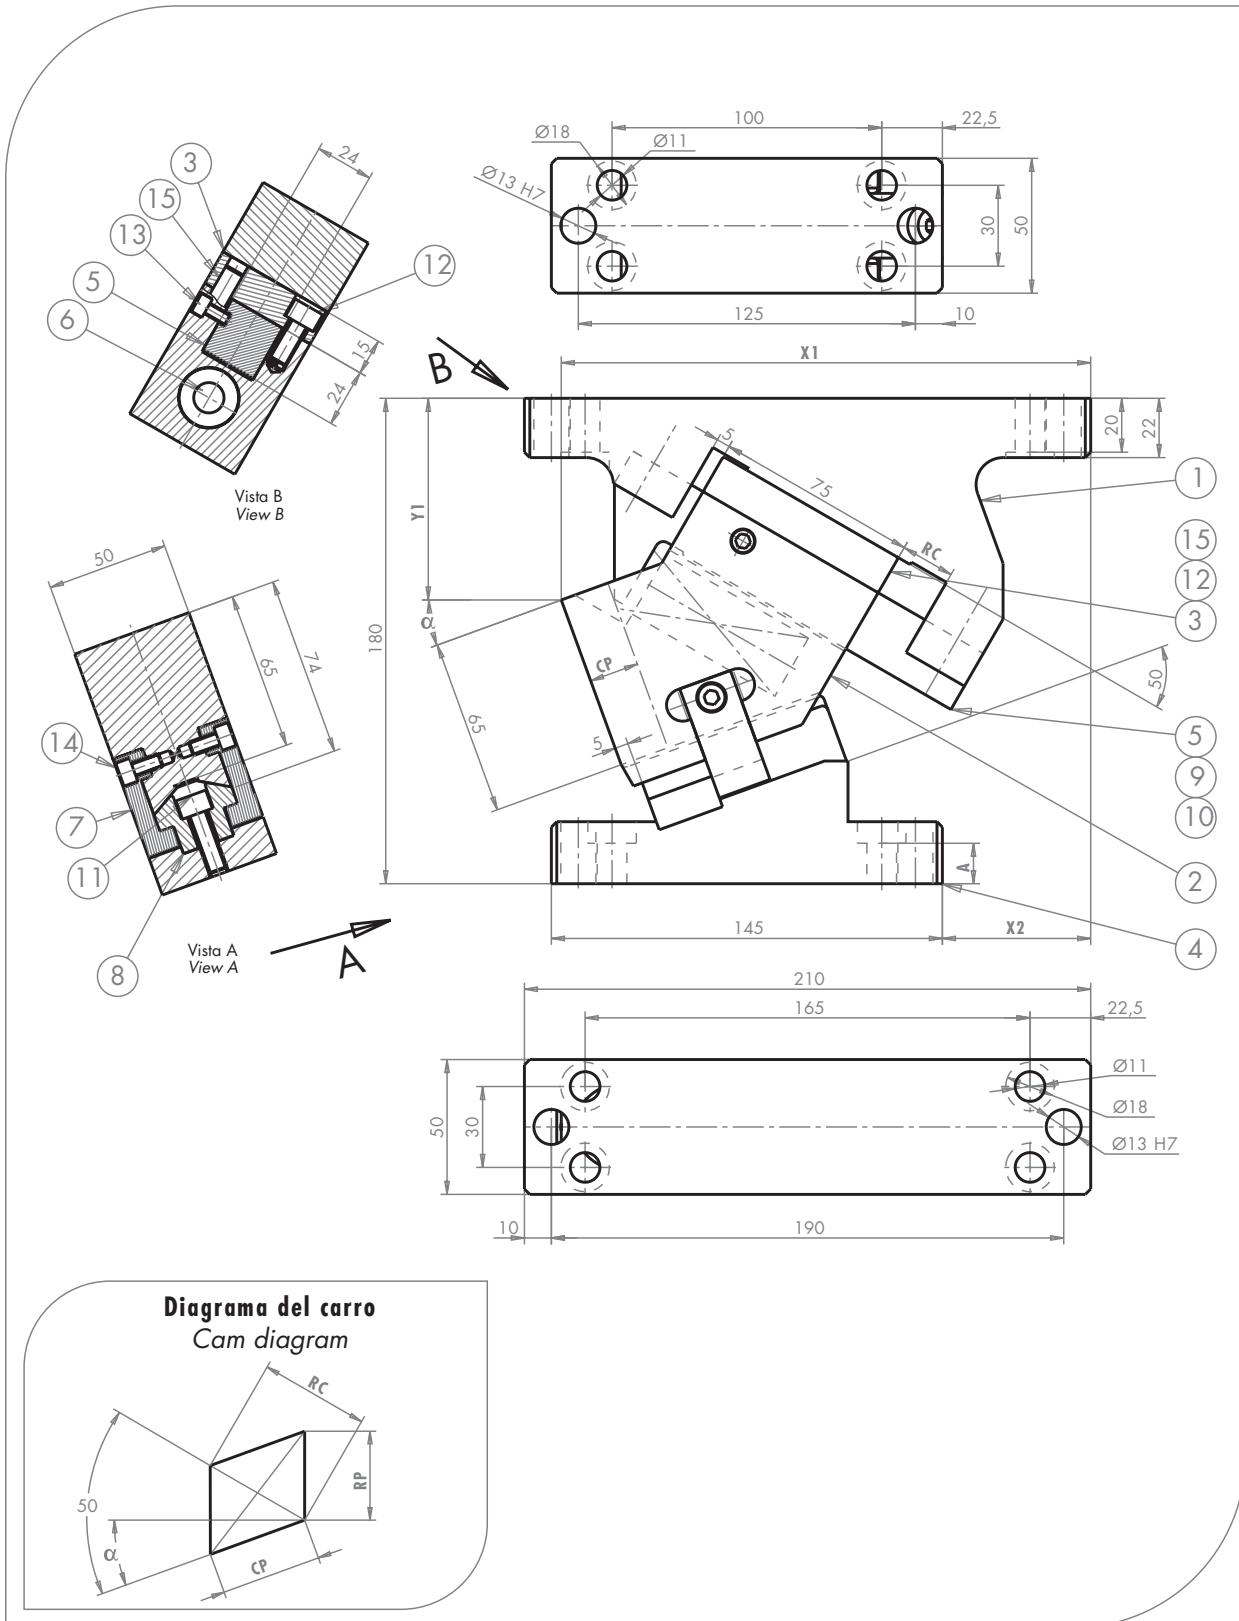 100
22,5
Ø18
Ø11
Ø13 H7
30
50
125
10
3
15
13
5
6
24
12
15
24
Vista B
View B
B
X1
20
22
5
75
RC
Y1
α
180
CP
65
5
50
A
145
X2
1
15
12
3
5
9
10
2
4
50
65
74
14
7
11
8
Vista A
View A
A
210
165
22,5
Ø11
Ø18
Ø13 H7
50
30
10
190
Diagrama del carro
Cam diagram
RC
RP
50
α
CP